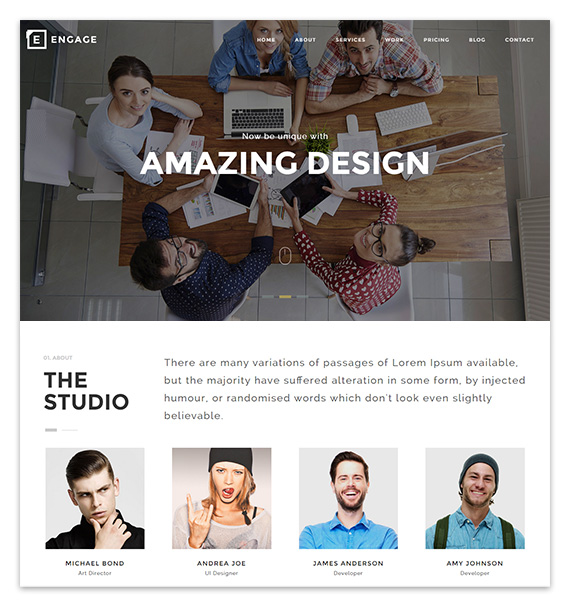 E ENGAGE
HOME ABOUT SERVICES WORK PRICING BLOG CONTACT
Now be unique with
AMAZING DESIGN
01. ABOUT
THE
STUDIO
There are many variations of passages of Lorem Ipsum available,
but the majority have suffered alteration in some form, by injected
humour, or randomised words which don't look even slightly
believable.
MICHAEL BOND
Art Director
ANDREA JOE
UI Designer
JAMES ANDERSON
Developer
AMY JOHNSON
Developer